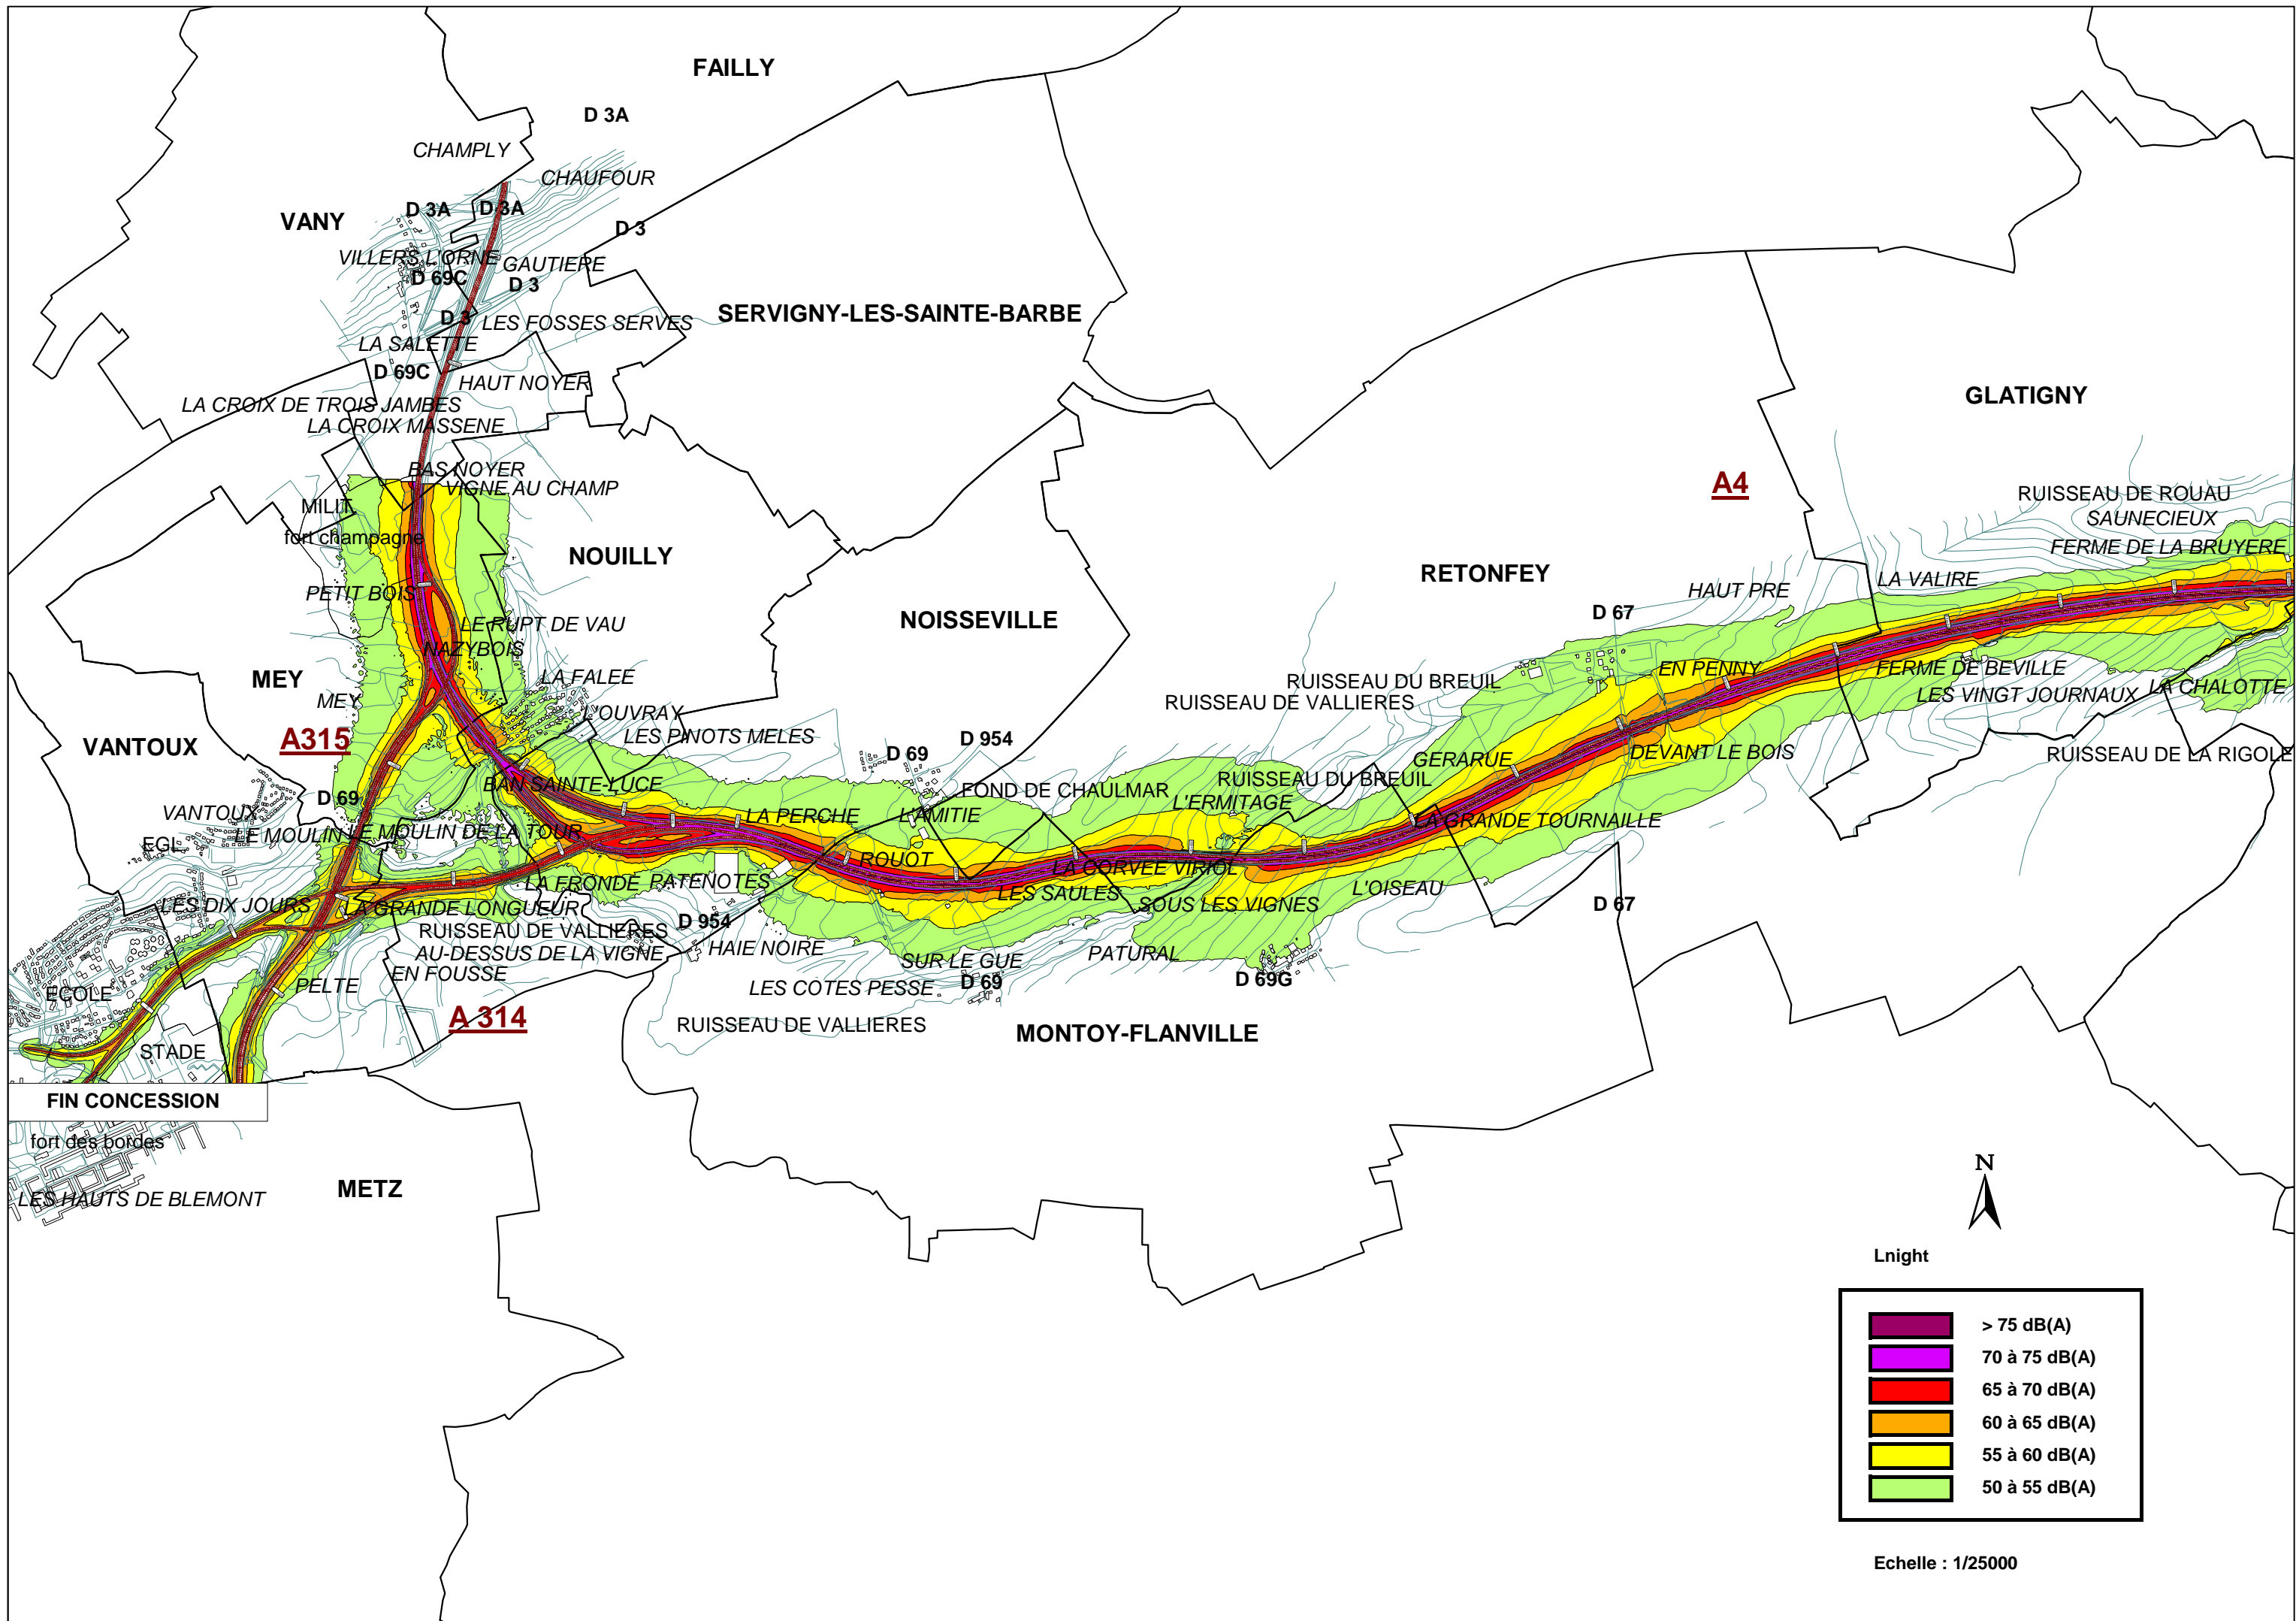 FAILLY
D 3A
CHAMPLY
CHAUFOUR
D 3A
D 3A
VANY
D 3
VILLERS L'ORNE
GAUTIERE
D 69C
D 3
D 3
LES FOSSES SERVES
SERVIGNY-LES-SAINTE-BARBE
LA SALETTE
D 69C
HAUT NOYER
GLATIGNY
LA CROIX DE TROIS JAMBES
LA CROIX MASSENE
BAS NOYER
VIGNE AU CHAMP
A4
RUISSEAU DE ROUAU
MILIT
SAUNECIEUX
fort champagne
NOUILLY
FERME DE LA BRUYERE
RETONFEY
LA VALIRE
PETIT BOIS
HAUT PRE
D 67
NOISSEVILLE
LE RUPT DE VAU
NAZYBOIS
EN PENNY
FERME DE BEVILLE
MEY
LA FALEE
RUISSEAU DU BREUIL
LA CHALOTTE
LES VINGT JOURNAUX
MEY
RUISSEAU DE VALLIERES
L'OUVRAY
A315
LES PINOTS MELES
D 954
VANTOUX
D 69
DEVANT LE BOIS
RUISSEAU DE LA RIGOLE
GERARUE
RUISSEAU DU BREUIL
BAN SAINTE-LUCE
FOND DE CHAULMAR
D 69
L'ERMITAGE
VANTOUX
LA PERCHE
L'AMITIE
LA GRANDE TOURNAILLE
LE MOULIN
LE MOULIN DE LA TOUR
EGL
ROUOT
LA CORVEE VIRIOL
LA FRONDE
PATENOTES
L'OISEAU
LES SAULES
LES DIX JOURS
LA GRANDE LONGUEUR
SOUS LES VIGNES
D 67
D 954
RUISSEAU DE VALLIERES
HAIE NOIRE
AU-DESSUS DE LA VIGNE
PATURAL
SUR LE GUE
EN FOUSSE
D 69
D 69G
PELTE
LES COTES PESSE
ECOLE
A 314
RUISSEAU DE VALLIERES
MONTOY-FLANVILLE
STADE
FIN CONCESSION
fort des bordes
METZ
LES HAUTS DE BLEMONT
N
Lnight
> 75 dB(A)
70 à 75 dB(A)
65 à 70 dB(A)
60 à 65 dB(A)
55 à 60 dB(A)
50 à 55 dB(A)
Echelle : 1/25000